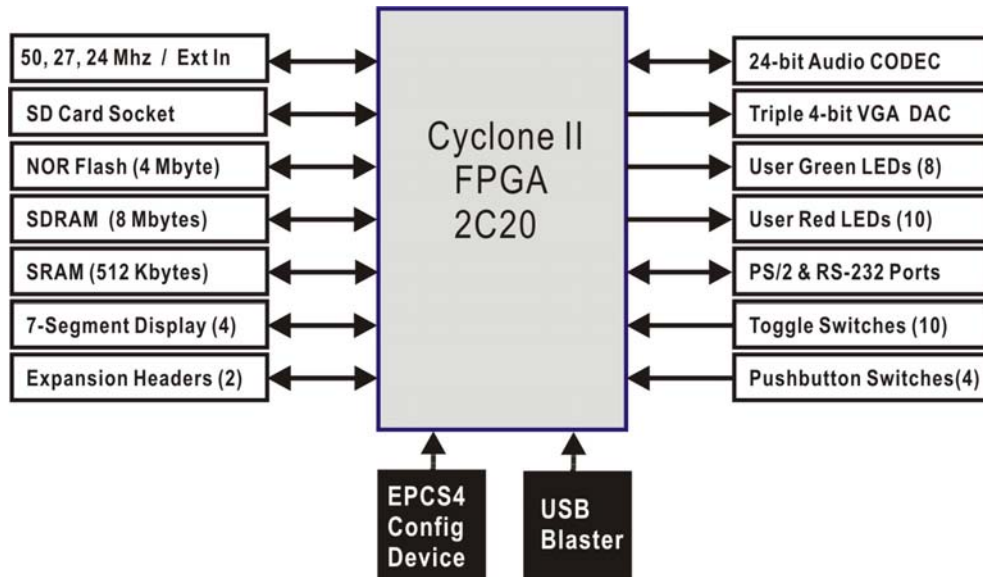 50, 27, 24 Mhz / Ext In
SD Card Socket
NOR Flash (4 Mbyte)
SDRAM (8 Mbytes)
SRAM (512 Kbytes)
7-Segment Display (4)
Expansion Headers (2)
Cyclone II
FPGA
2C20
24-bit Audio CODEC
Triple 4-bit VGA DAC
User Green LEDs (8)
User Red LEDs (10)
PS/2 & RS-232 Ports
Toggle Switches (10)
Pushbutton Switches(4)
EPCS4
Config
Device
USB
Blaster